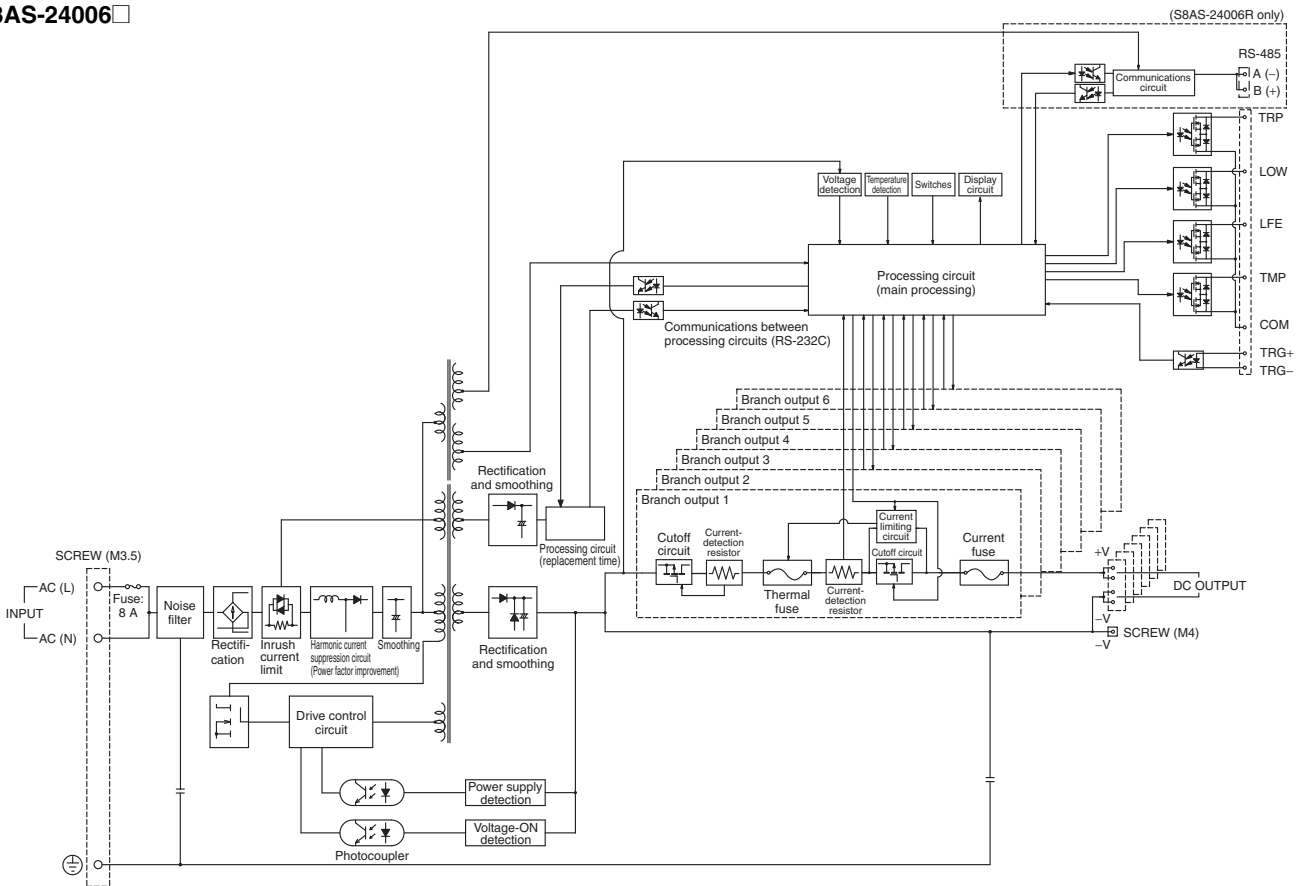 8AS-24006□
(S8AS-24006R only)
RS-485
A (−)
B (+)
Communications
circuit
TRP
LOW
LFE
TMP
COM
TRG+
TRG−
Voltage
detection
Temperature
detection
Switches
Display
circuit
Processing circuit
(main processing)
Communications between
processing circuits (RS-232C)
Branch output 6
Branch output 5
Branch output 4
Branch output 3
Branch output 2
Branch output 1
Rectification
and smoothing
Processing circuit
(replacement time)
Cutoff
circuit
Current-
detection
resistor
Thermal
fuse
Current
limiting
circuit
Cutoff circuit
Current-
detection
resistor
Current
fuse
+V
DC OUTPUT
−V
−V
SCREW (M4)
SCREW (M3.5)
INPUT
AC (L)
AC (N)
Fuse:
8 A
Noise
filter
Rectifi-
cation
Inrush
current
limit
Harmonic current
suppression circuit
(Power factor improvement)
Smoothing
Rectification
and smoothing
Drive control
circuit
Power supply
detection
Voltage-ON
detection
Photocoupler